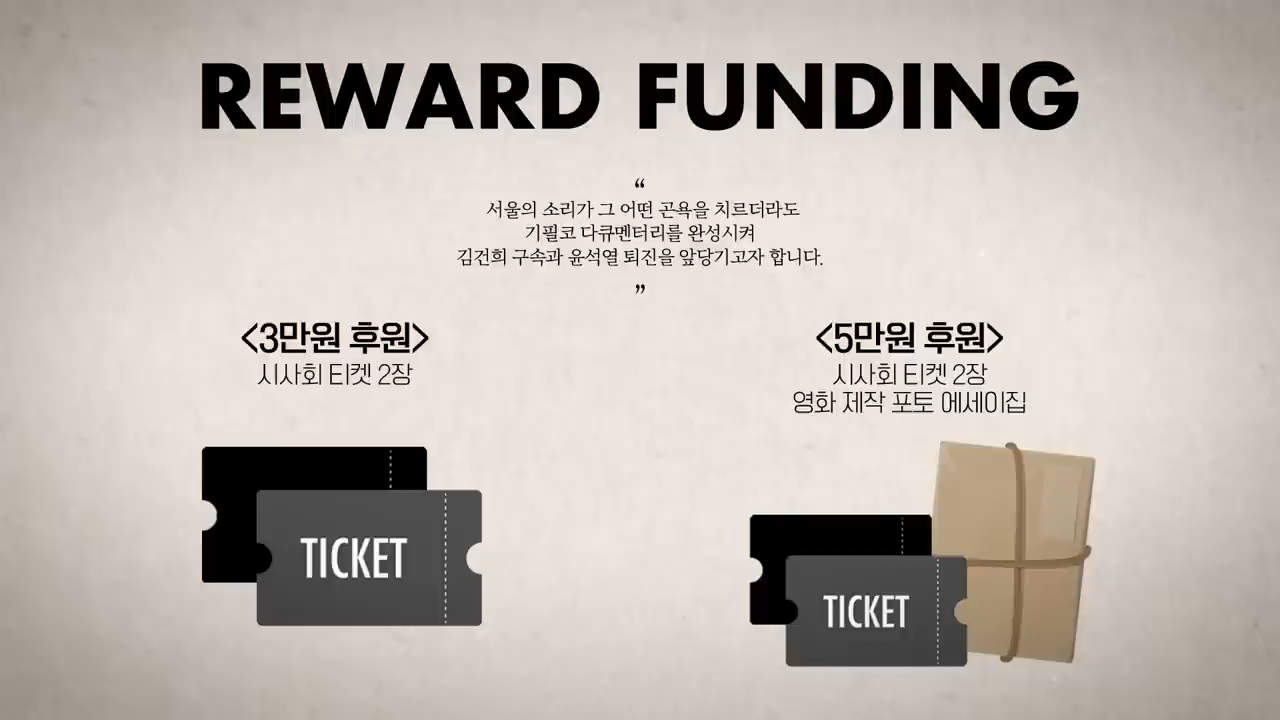 REWARD FUNDING
“
서울의 소리가 그 어떤 곤욕을 치르더라도
기필코 다큐멘터리를 완성시켜
김건희 구속과 윤석열 퇴진을 앞당기고자 합니다.
”
<3만원 후원>
시사회 티켓 2장
<5만원 후원>
시사회 티켓 2장
영화 제작 포토 에세이집
TICKET
TICKET